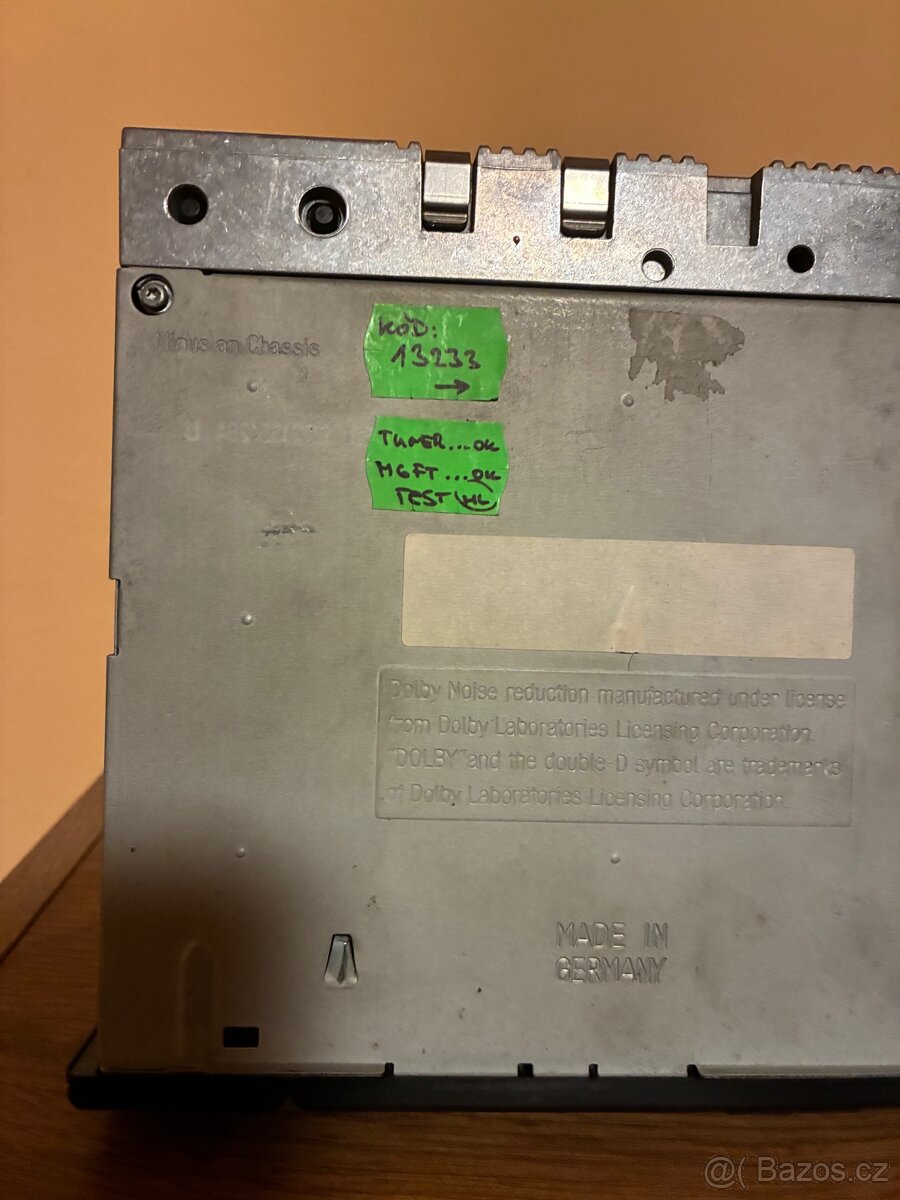 KÓD:
13233
→
Minus an Chassis
TUNER...OK
MGFT...OK
TEST
Dolby Noise reduction manufactured under license
from Dolby Laboratories Licensing Corporation.
"DOLBY" and the double-D symbol are trademarks
of Dolby Laboratories Licensing Corporation.
MADE IN
GERMANY
@( Bazos.cz